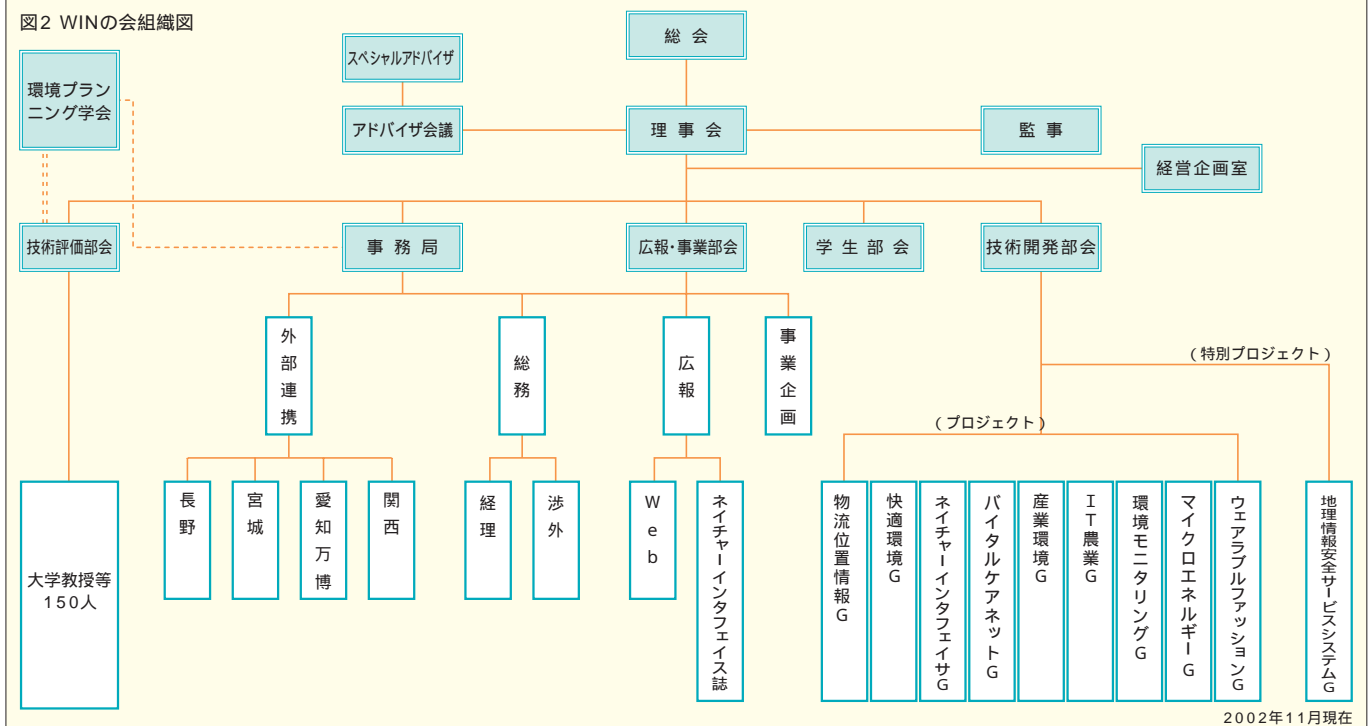 図2 WINの会組織図
総会
スペシャルアドバイザ
環境プラン
ニング学会
アドバイザ会議
理事会
監事
経営企画室
技術評価部会
事務局
広報・事業部会
学生部会
技術開発部会
外部連携
総務
広報
事業企画
(特別プロジェクト)
(プロジェクト)
大学教授等
150人
長野
宮城
愛知万博
関西
経理
渉外
Web
ネイチャーインタフェイス誌
物流位置情報G
快適環境G
ネイチャーインタフェイサG
バイタルケアネットG
産業環境G
IT農業G
環境モニタリングG
マイクロエネルギーG
ウェアラブルファッションG
地理情報安全サービスシステムG
2002年11月現在